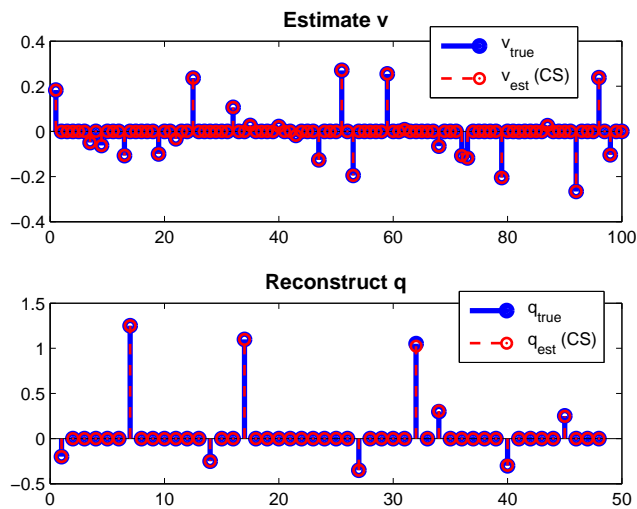 Estimate v
0.4
0.2
0
−0.2
−0.4
0 20 40 60 80 100
v_true
v_est (CS)
Reconstruct q
1.5
1
0.5
0
−0.5
0 10 20 30 40 50
q_true
q_est (CS)